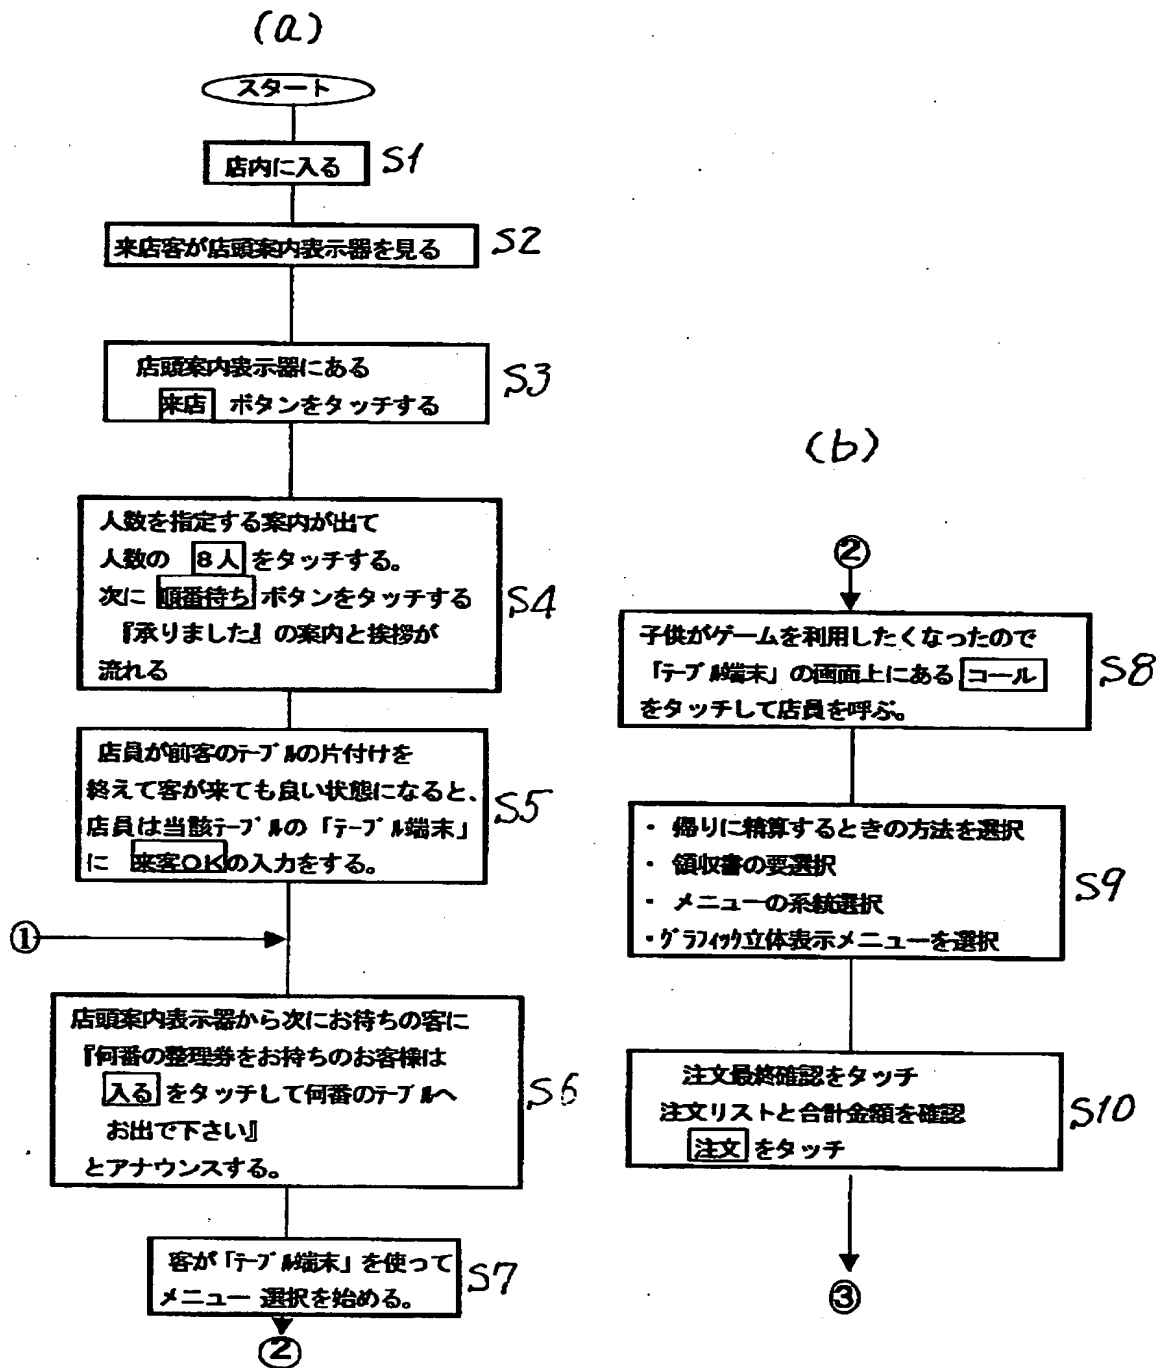 (a)
スタート
店内に入る
S1
来店客が店頭案内表示器を見る
S2
店頭案内表示器にある
来店 ボタンをタッチする
S3
人数を指定する案内が出て
人数の 8人 をタッチする。
次に 順番待ち ボタンをタッチする
『承りました』の案内と挨拶が
流れる
S4
店員が前客のﾃｰﾌﾞﾙの片付けを
終えて客が来ても良い状態になると、
店員は当該ﾃｰﾌﾞﾙの「ﾃｰﾌﾞﾙ端末」
に 来客OK の入力をする。
S5
①
店頭案内表示器から次にお待ちの客に
『何番の整理券をお持ちのお客様は
入る をタッチして何番のﾃｰﾌﾞﾙへ
お出で下さい』
とアナウンスする。
S6
客が「ﾃｰﾌﾞﾙ端末」を使って
メニュー 選択を始める。
S7
②
(b)
②
子供がゲームを利用したくなったので
「ﾃｰﾌﾞﾙ端末」の画面上にある コール
をタッチして店員を呼ぶ。
S8
・ 帰りに精算するときの方法を選択
・ 領収書の要選択
・ メニューの系統選択
・ｸﾞﾗﾌｨｯｸ立体表示メニューを選択
S9
注文最終確認をタッチ
注文リストと合計金額を確認
注文 をタッチ
S10
③